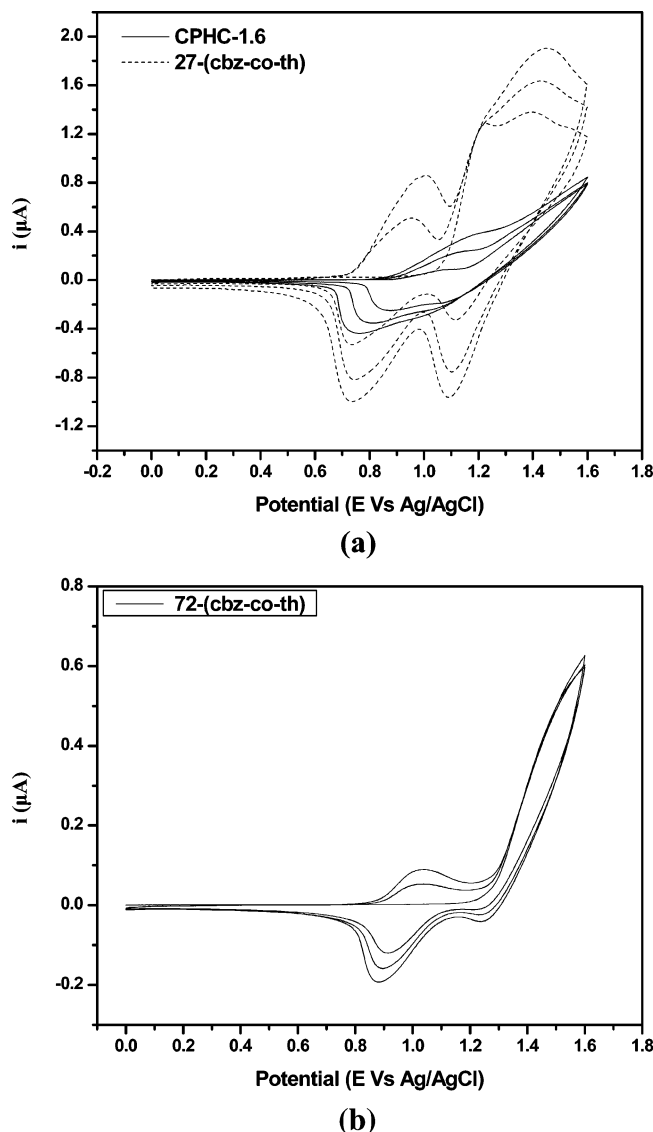 CPHC-1.6
27-(cbz-co-th)
2.0
1.6
1.2
0.8
0.4
0.0
-0.4
-0.8
-1.2
i (µA)
-0.2 0.0 0.2 0.4 0.6 0.8 1.0 1.2 1.4 1.6 1.8
Potential (E Vs Ag/AgCl)
(a)
72-(cbz-co-th)
0.8
0.6
0.4
0.2
0.0
-0.2
i (µA)
0.0 0.2 0.4 0.6 0.8 1.0 1.2 1.4 1.6 1.8
Potential (E Vs Ag/AgCl)
(b)